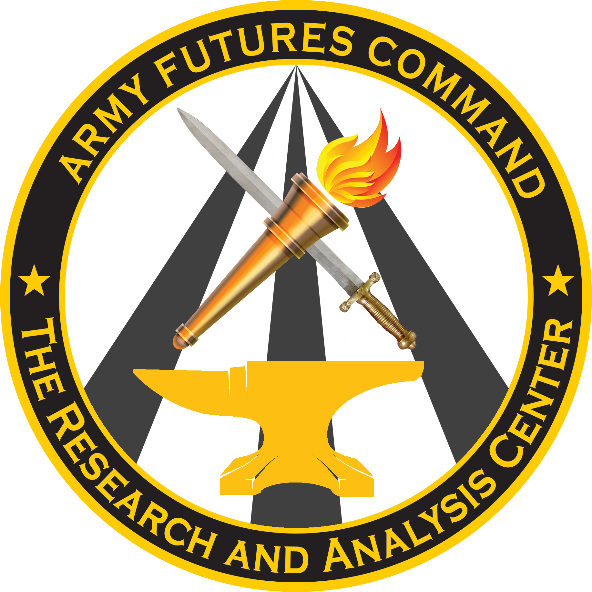 ARMY FUTURES COMMAND
THE RESEARCH AND ANALYSIS CENTER